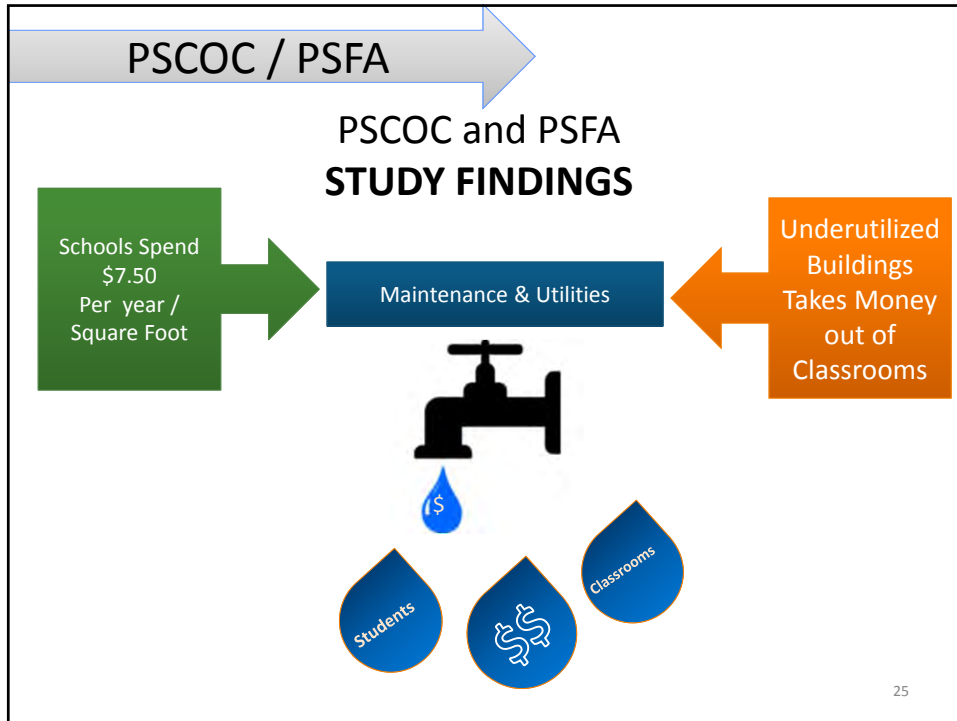 PSCOC / PSFA
PSCOC and PSFA
STUDY FINDINGS
Schools Spend
$7.50
Per year /
Square Foot
Maintenance & Utilities
Underutilized
Buildings
Takes Money
out of
Classrooms
$
Students
$$
Classrooms
25